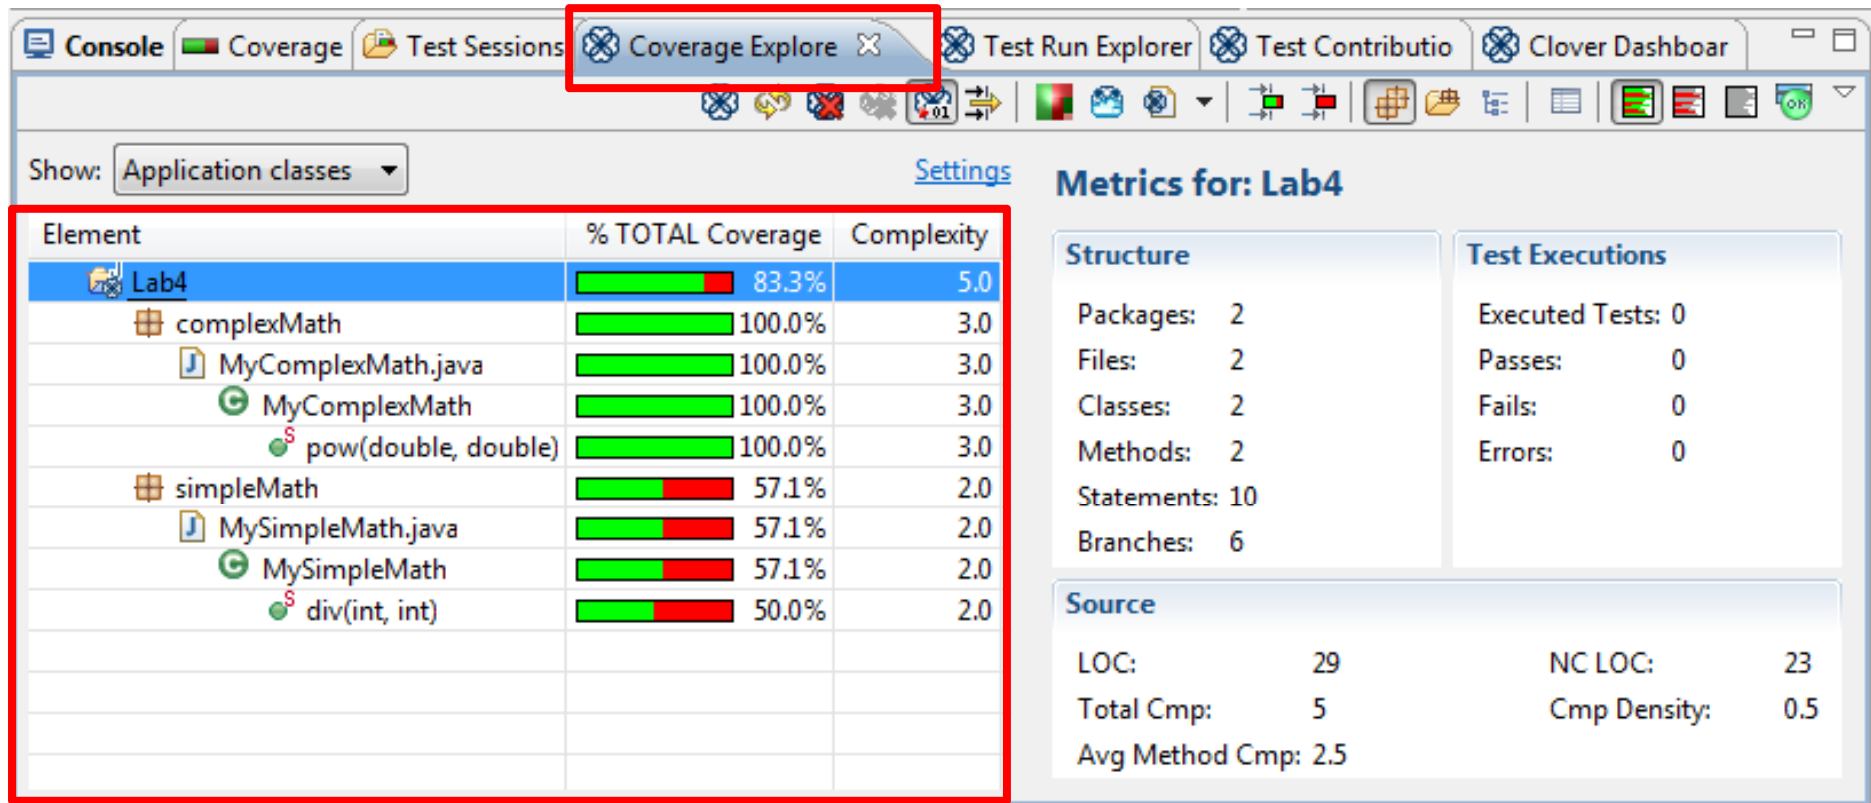 Console Coverage Test Sessions Coverage Explore Test Run Explorer Test Contributio Clover Dashboar
01 OK
Show: Application classes Settings
Element % TOTAL Coverage Complexity
Lab4 83.3% 5.0
complexMath 100.0% 3.0
J MyComplexMath.java 100.0% 3.0
C MyComplexMath 100.0% 3.0
S pow(double, double) 100.0% 3.0
simpleMath 57.1% 2.0
J MySimpleMath.java 57.1% 2.0
C MySimpleMath 57.1% 2.0
S div(int, int) 50.0% 2.0
Metrics for: Lab4
Structure
Packages: 2
Files: 2
Classes: 2
Methods: 2
Statements: 10
Branches: 6
Test Executions
Executed Tests: 0
Passes: 0
Fails: 0
Errors: 0
Source
LOC: 29 NC LOC: 23
Total Cmp: 5 Cmp Density: 0.5
Avg Method Cmp: 2.5